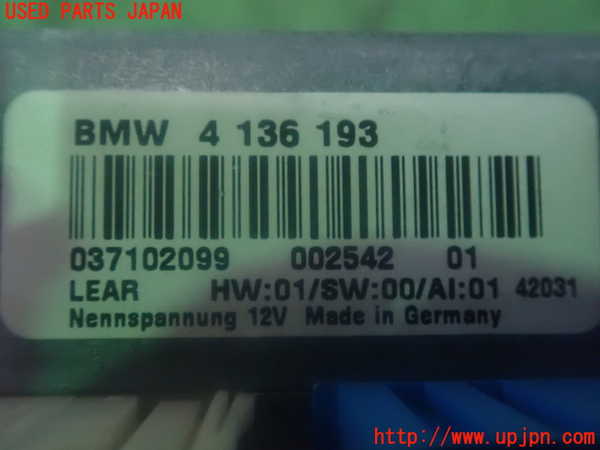 USED PARTS JAPAN
BMW 4 136 193
037102099 002542 01
LEAR HW:01/SW:00/AI:01 42031
Nennspannung 12V Made in Germany
http://www.upjpn.com/